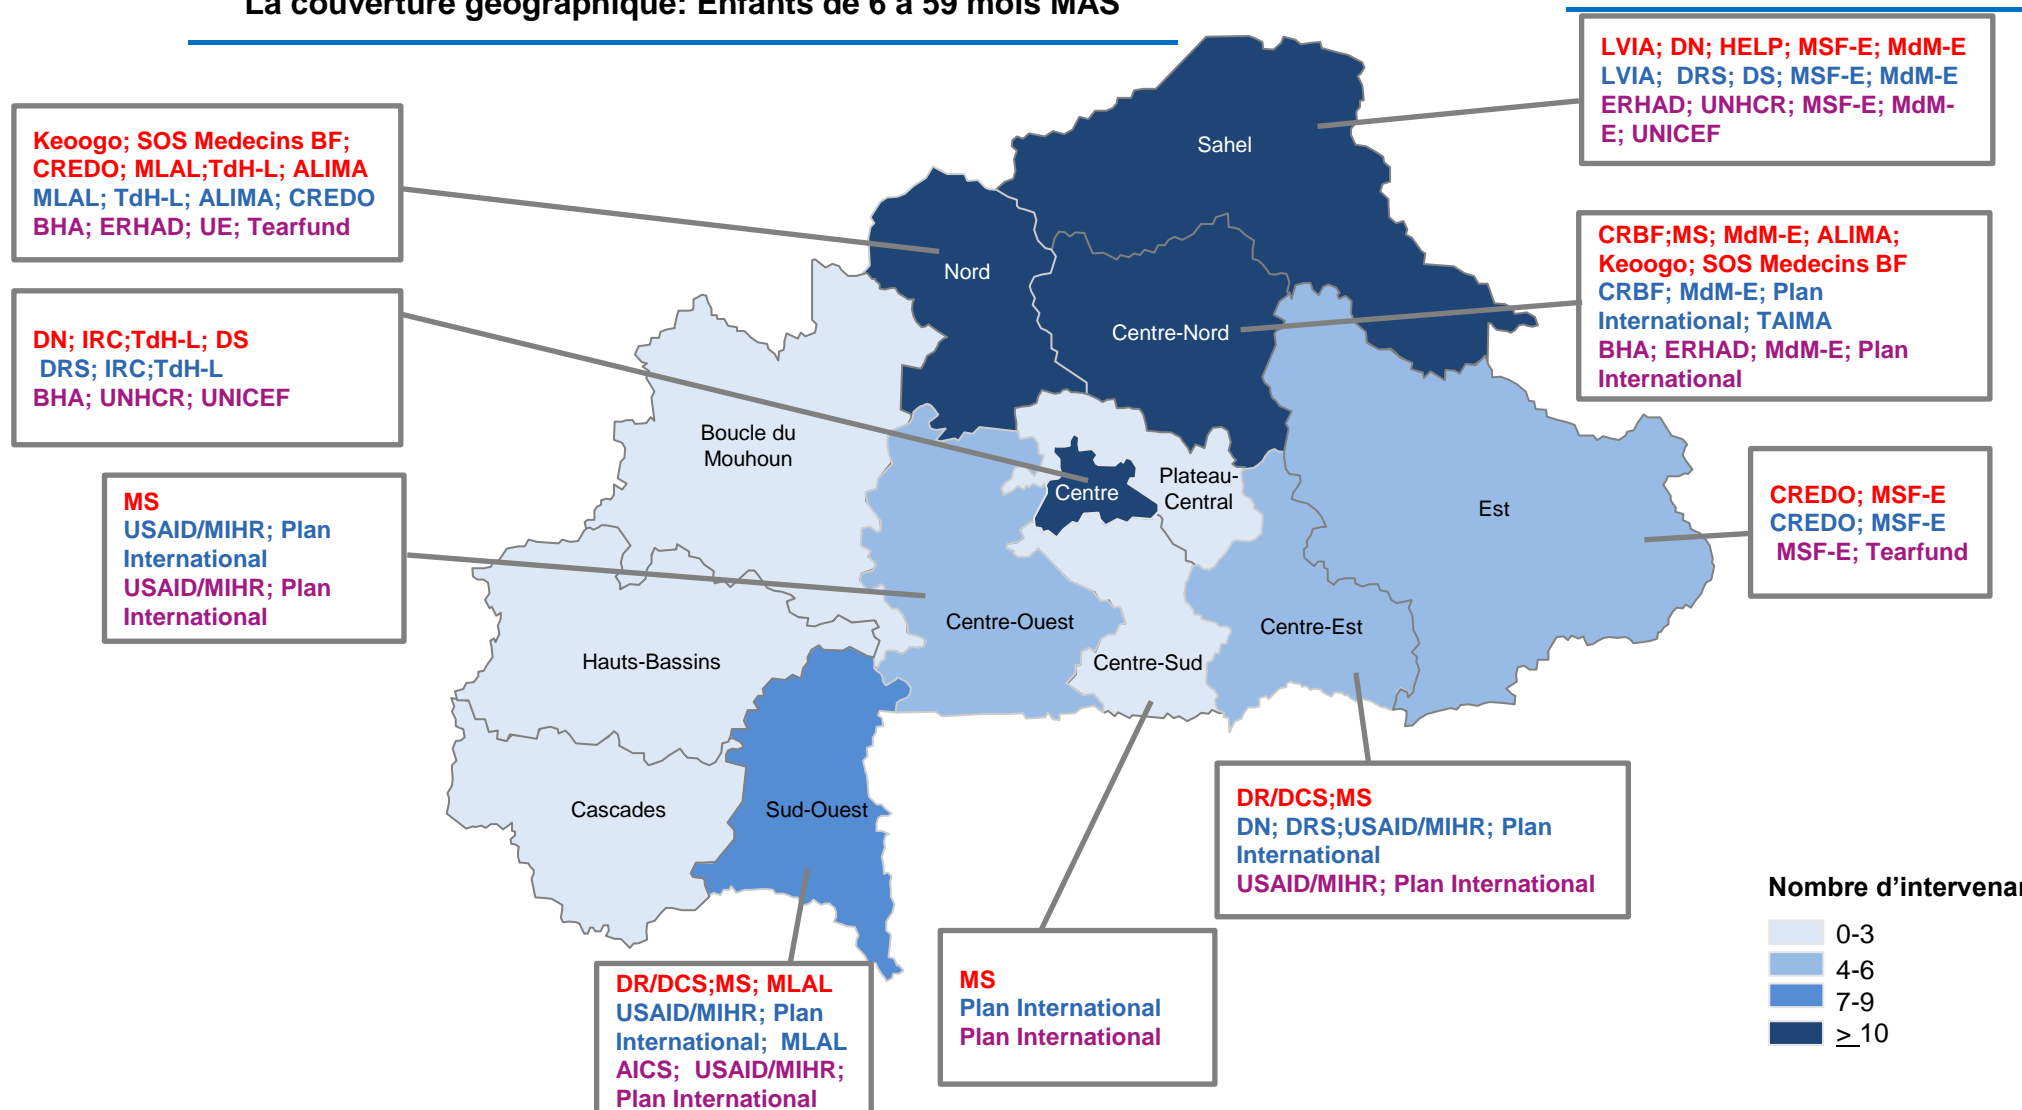 La couverture géographique: Enfants de 6 à 59 mois MAS
LVIA; DN; HELP; MSF-E; MdM-E
LVIA; DRS; DS; MSF-E; MdM-E
ERHAD; UNHCR; MSF-E; MdM-
E; UNICEF
Keoogo; SOS Medecins BF;
CREDO; MLAL;TdH-L; ALIMA
MLAL; TdH-L; ALIMA; CREDO
BHA; ERHAD; UE; Tearfund
Sahel
CRBF;MS; MdM-E; ALIMA;
Keoogo; SOS Medecins BF
CRBF; MdM-E; Plan
International; TAIMA
BHA; ERHAD; MdM-E; Plan
International
Nord
Centre-Nord
DN; IRC;TdH-L; DS
DRS; IRC;TdH-L
BHA; UNHCR; UNICEF
Boucle du
Mouhoun
Centre
Plateau-
Central
Est
CREDO; MSF-E
CREDO; MSF-E
MSF-E; Tearfund
MS
USAID/MIHR; Plan
International
USAID/MIHR; Plan
International
Centre-Ouest
Centre-Est
Hauts-Bassins
Centre-Sud
Cascades
Sud-Ouest
DR/DCS;MS
DN; DRS;USAID/MIHR; Plan
International
USAID/MIHR; Plan International
DR/DCS;MS; MLAL
USAID/MIHR; Plan
International; MLAL
AICS; USAID/MIHR;
Plan International
MS
Plan International
Plan International
Nombre d'intervenan
0-3
4-6
7-9
> 10